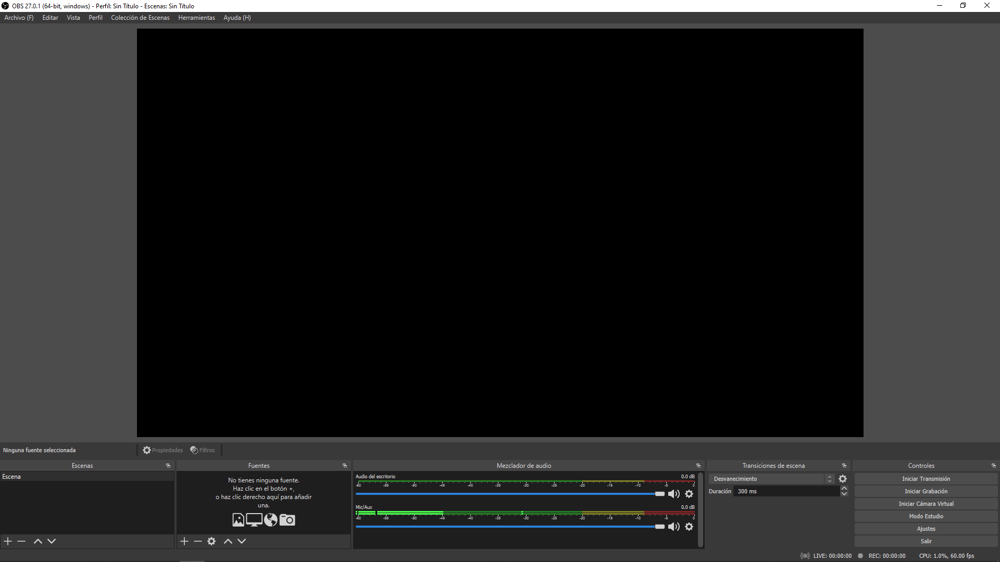 OBS 27.0.1 (64-bit, windows) - Perfil: Sin Título - Escenas: Sin Título
Archivo (F) Editar Vista Perfil Colección de Escenas Herramientas Ayuda (H)
Ninguna fuente seleccionada Propiedades Filtros
Escenas
Escena
Fuentes
No tienes ninguna fuente.
Haz clic en el botón +,
o haz clic derecho aquí para añadir
una.
Mezclador de audio
Audio del escritorio 0.0 dB
-60 -55 -50 -45 -40 -35 -30 -25 -20 -15 -10 -5 0
Mic/Aux 0.0 dB
-60 -55 -50 -45 -40 -35 -30 -25 -20 -15 -10 -5 0
Transiciones de escena
Desvanecimiento
Duración 300 ms
Controles
Iniciar Transmisión
Iniciar Grabación
Iniciar Cámara Virtual
Modo Estudio
Ajustes
Salir
LIVE: 00:00:00 REC: 00:00:00 CPU: 1.0%, 60.00 fps